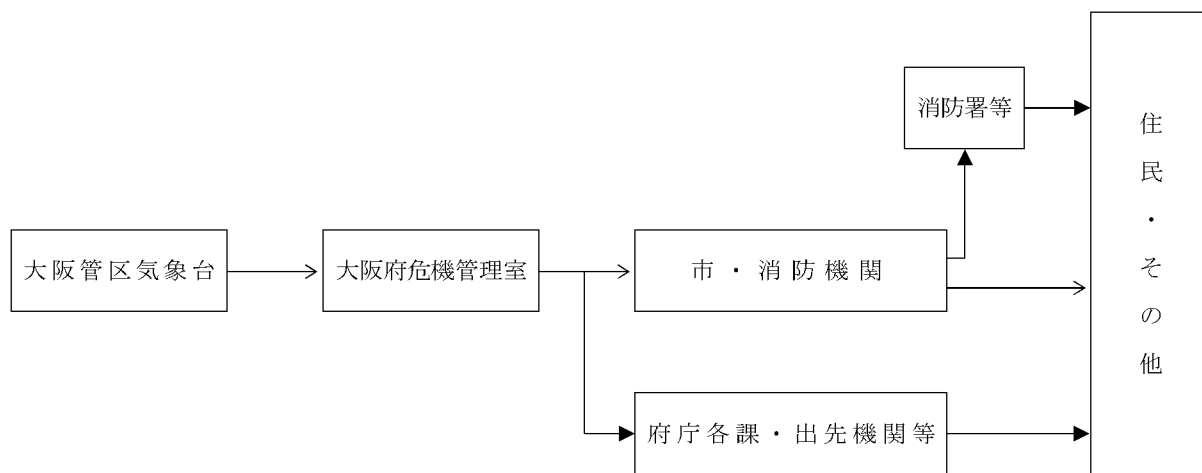 消防署等
大阪管区気象台
大阪府危機管理室
市・消防機関
府庁各課・出先機関等
住民・その他